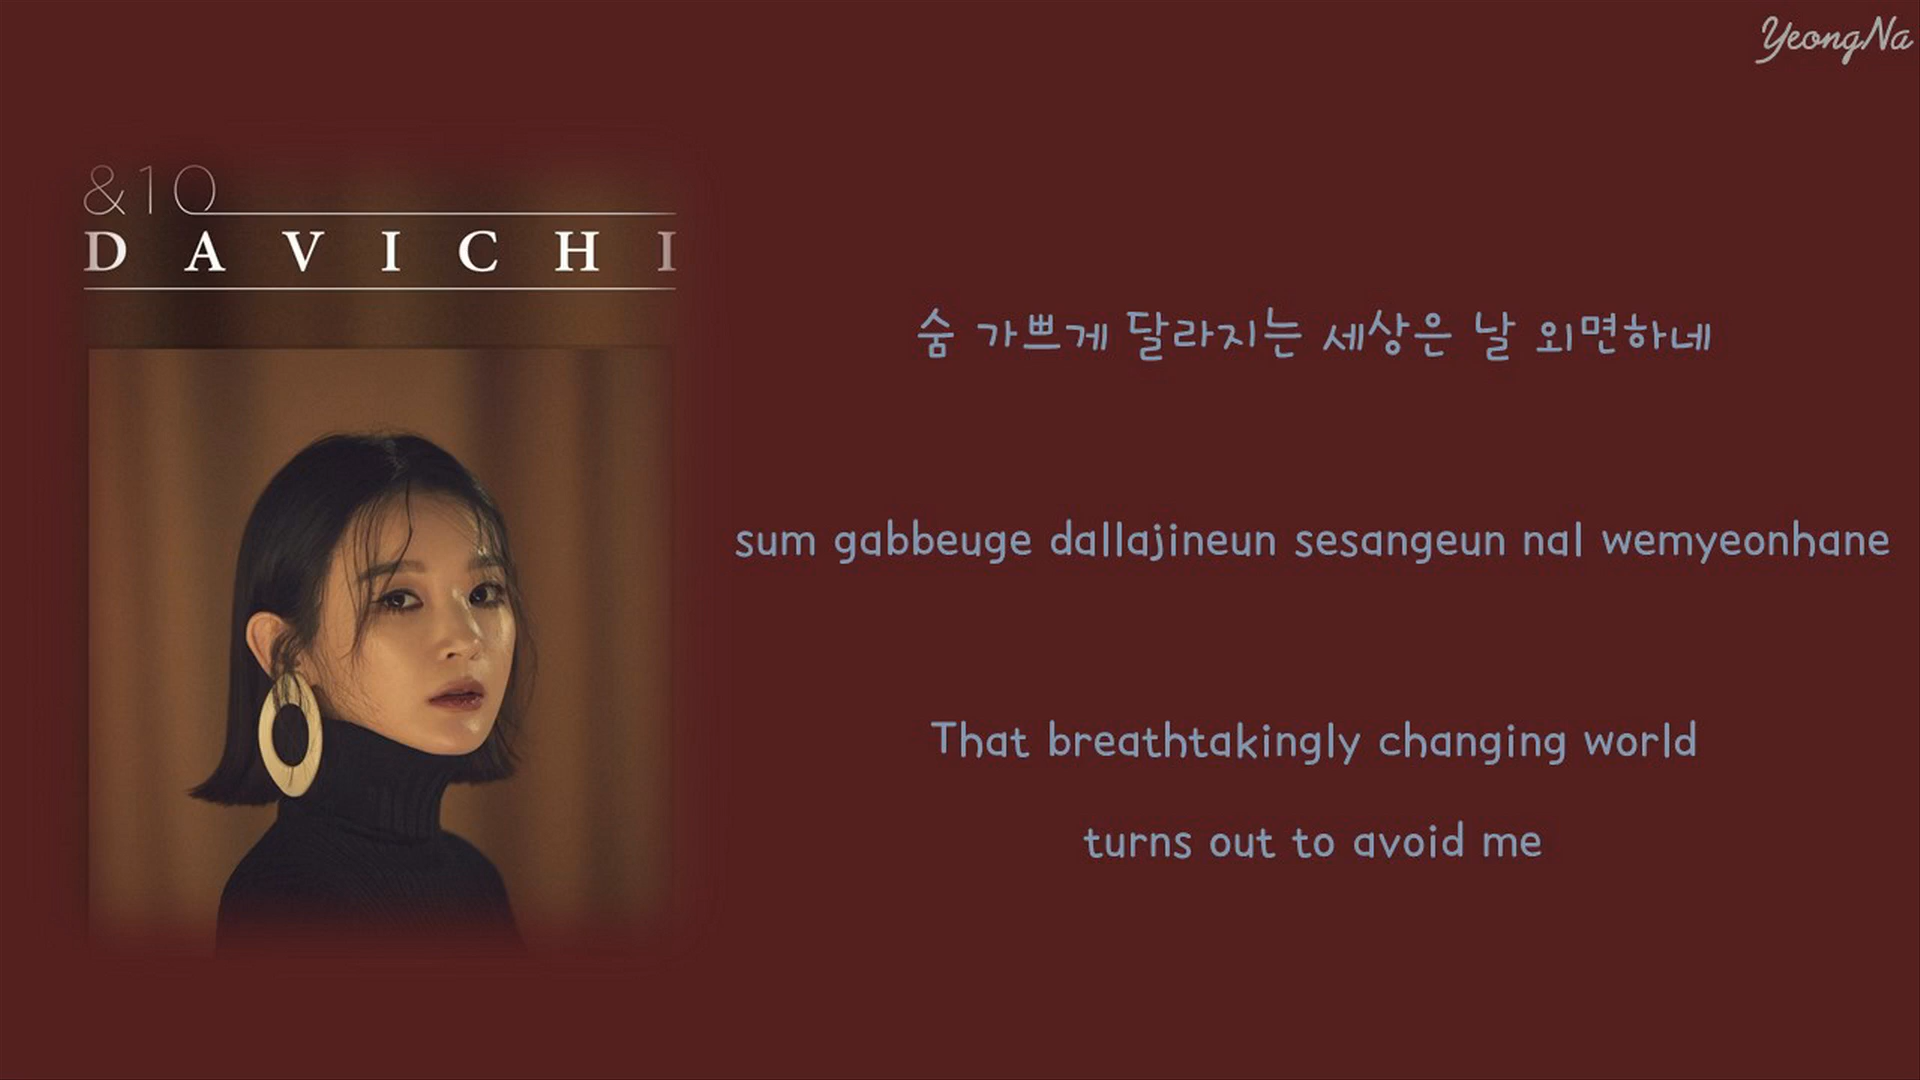 YeongNa
&10
DAVICHI
숨 가쁘게 달라지는 세상은 날 외면하네
sum gabbeuge dallajineun sesangeun nal wemyeonhane
That breathtakingly changing world
turns out to avoid me